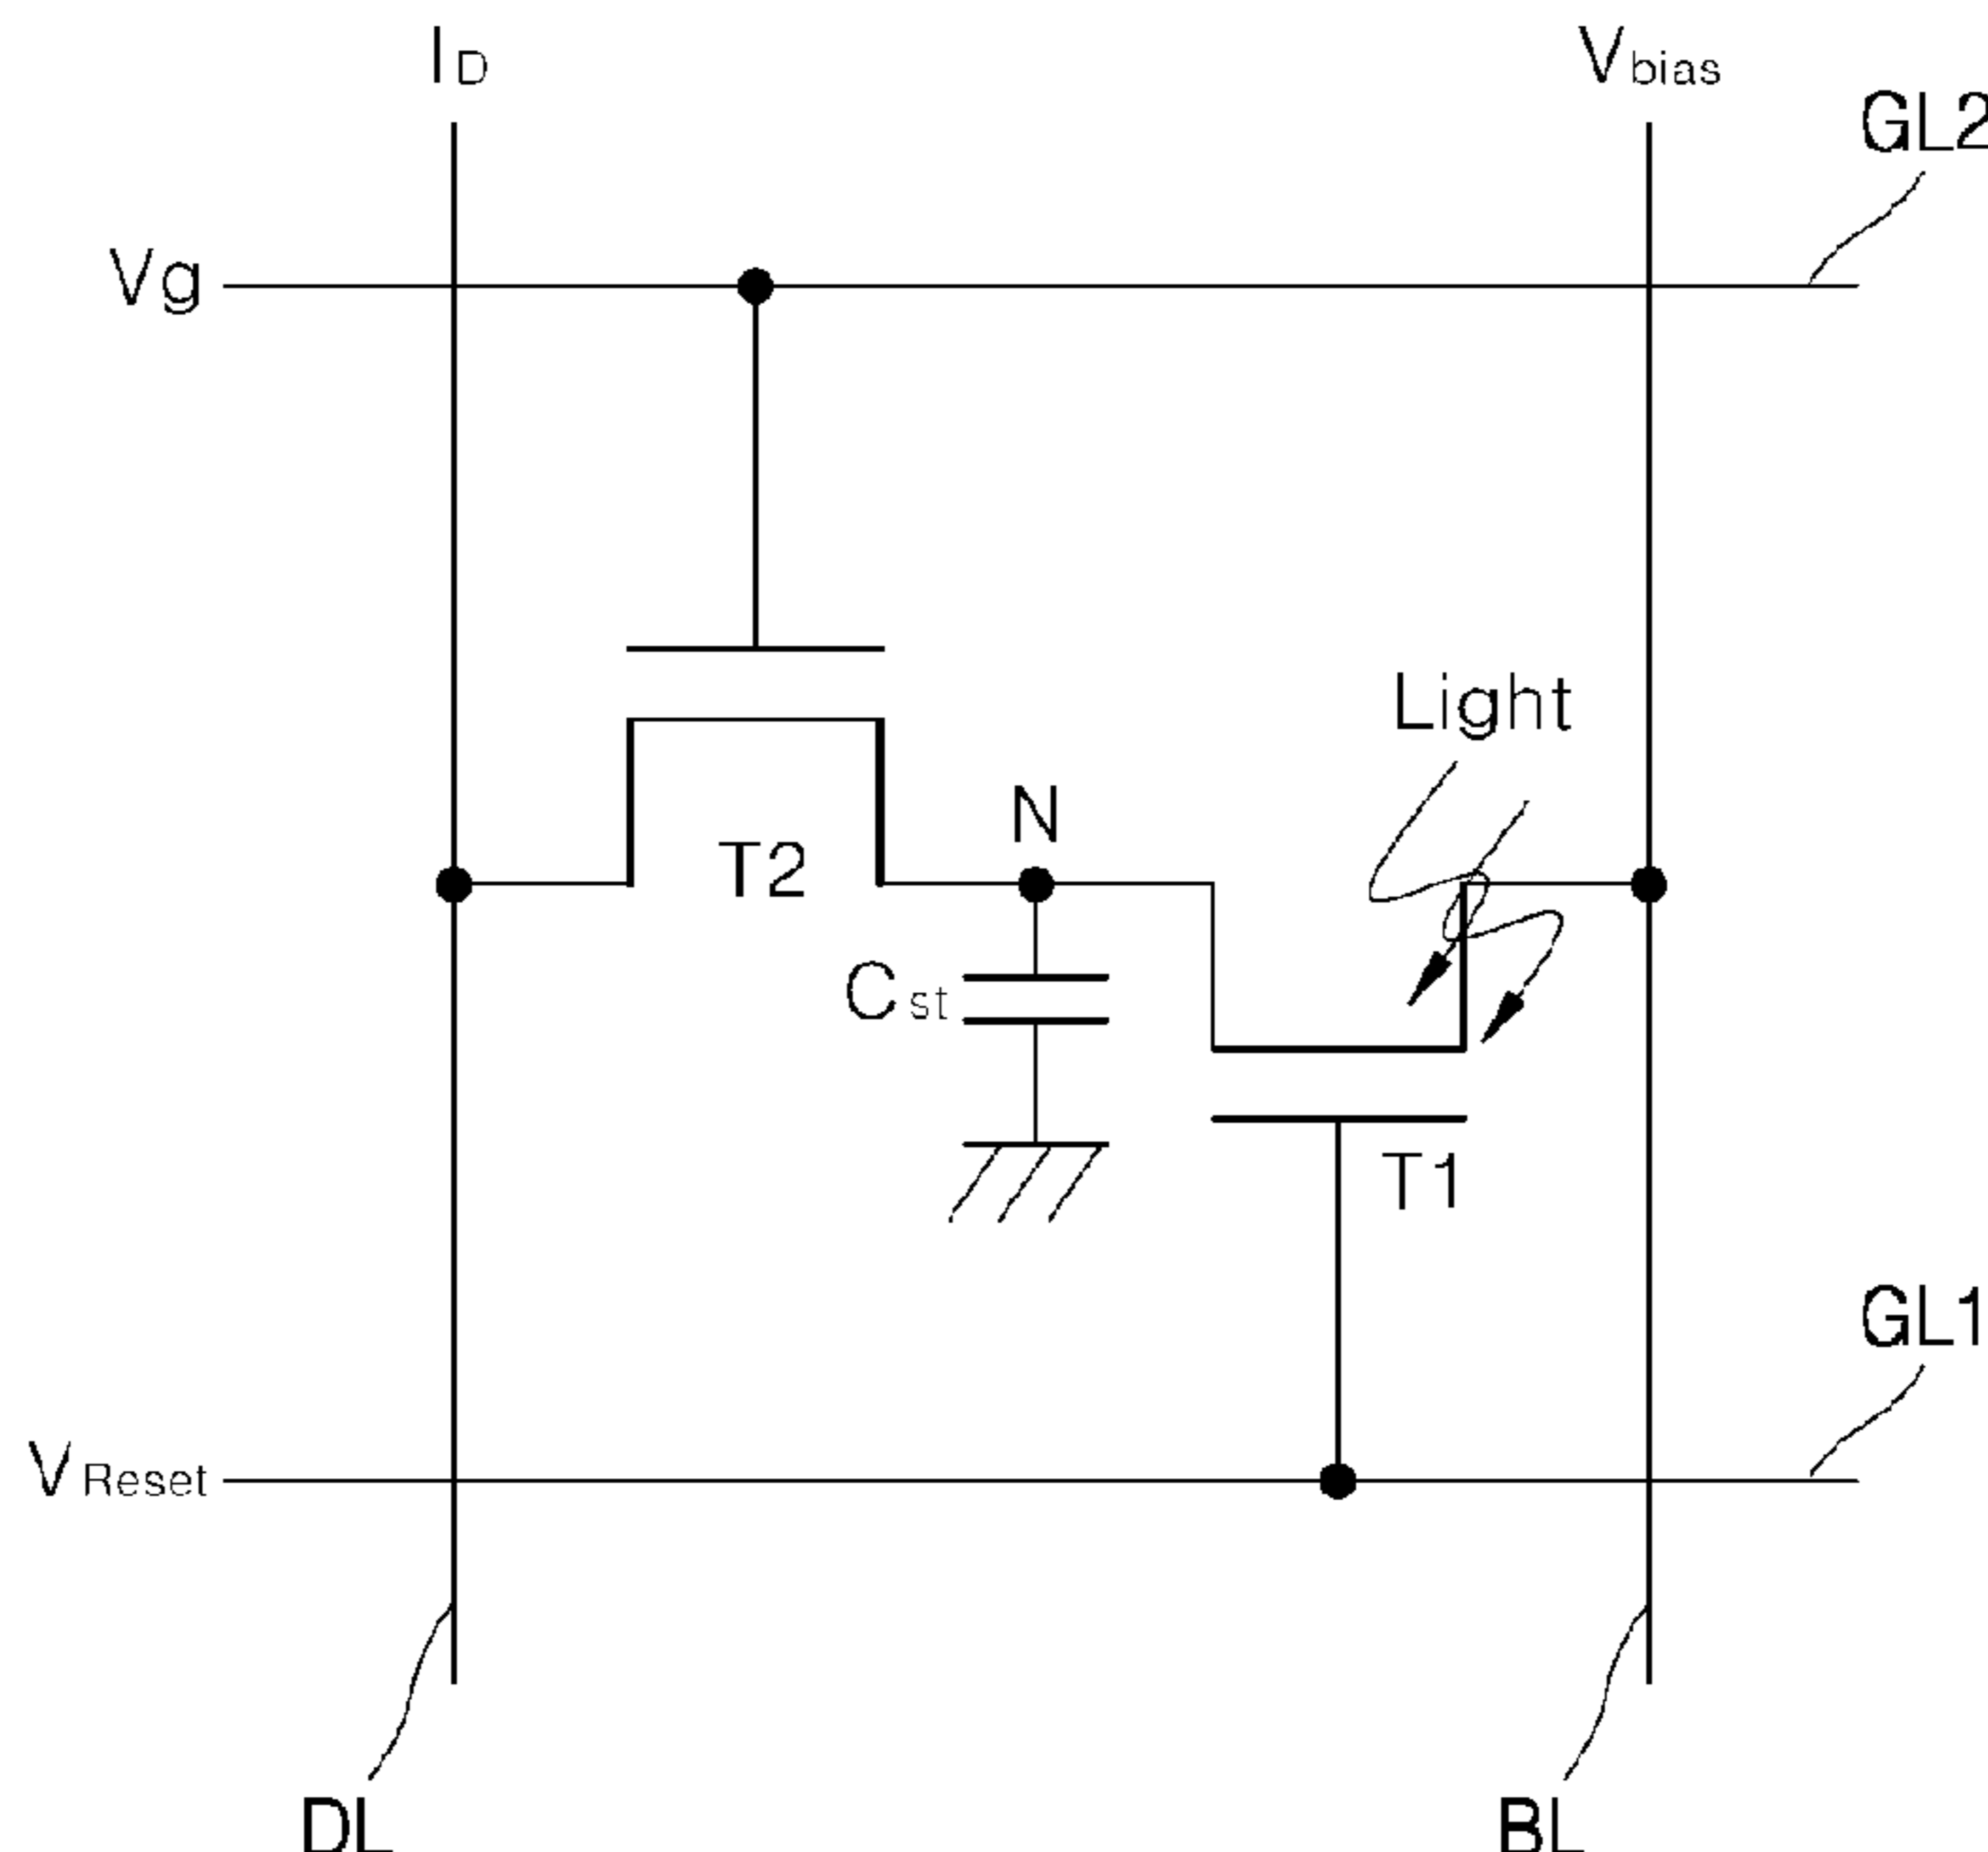 ID
Vbias
GL2
Vg
Light
N
T2
Cst
T1
GL1
VReset
DL
BL